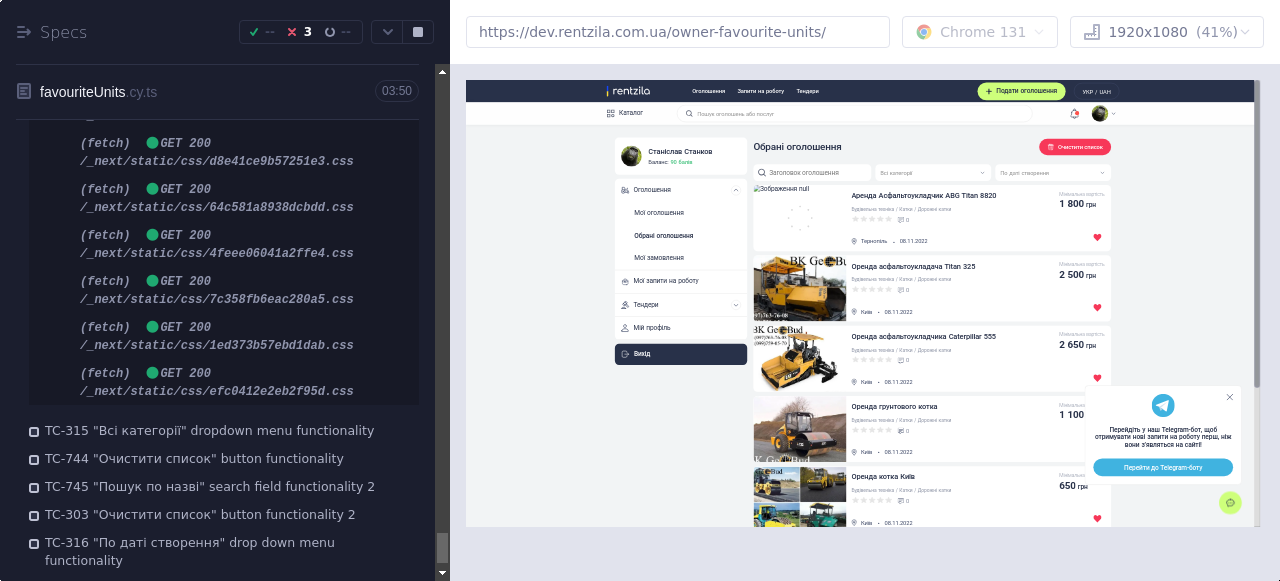 Specs
-- 3 --
https://dev.rentzila.com.ua/owner-favourite-units/
Chrome 131
1920x1080 (41%)
favouriteUnits.cy.ts
03:50
(fetch) GET 200
/_next/static/css/d8e41ce9b57251e3.css
(fetch) GET 200
/_next/static/css/64c581a8938dcbdd.css
(fetch) GET 200
/_next/static/css/4feee06041a2ffe4.css
(fetch) GET 200
/_next/static/css/7c358fb6eac280a5.css
(fetch) GET 200
/_next/static/css/1ed373b57ebd1dab.css
(fetch) GET 200
/_next/static/css/efc0412e2eb2f95d.css
TC-315 "Всі категорії" dropdown menu functionality
TC-744 "Очистити список" button functionality
TC-745 "Пошук по назві" search field functionality 2
TC-303 "Очистити список" button functionality 2
TC-316 "По даті створення" drop down menu
functionality
rentzila
Оголошення
Запити на роботу
Тендери
Подати оголошення
УКР / UAH
Каталог
Пошук оголошень або послуг
Станіслав Станков
Баланс: 90 балів
Оголошення
Мої оголошення
Обрані оголошення
Мої замовлення
Мої запити на роботу
Тендери
Мій профіль
Вихід
Обрані оголошення
Очистити список
Заголовок оголошення
Всі категорії
По даті створення
Зображення null
Аренда Асфальтоукладчик ABG Titan 8820
Будівельна техніка / Катки / Дорожні катки
0
Тернопіль • 08.11.2022
Мінімальна вартість
1 800 грн
Оренда асфальтоукладача Titan 325
Будівельна техніка / Катки / Дорожні катки
0
Київ • 08.11.2022
Мінімальна вартість
2 500 грн
Оренда асфальтоукладчика Caterpillar 555
Будівельна техніка / Катки / Дорожні катки
0
Київ • 08.11.2022
Мінімальна вартість
2 650 грн
Оренда грунтового котка
Будівельна техніка / Катки / Дорожні катки
0
Київ • 08.11.2022
1 100
Оренда котка Київ
Будівельна техніка / Катки / Дорожні катки
0
Київ • 08.11.2022
650 грн
Перейдіть у наш Telegram-бот, щоб
отримувати нові запити на роботу перш, ніж
вони з'являться на сайті!
Перейти до Telegram-боту